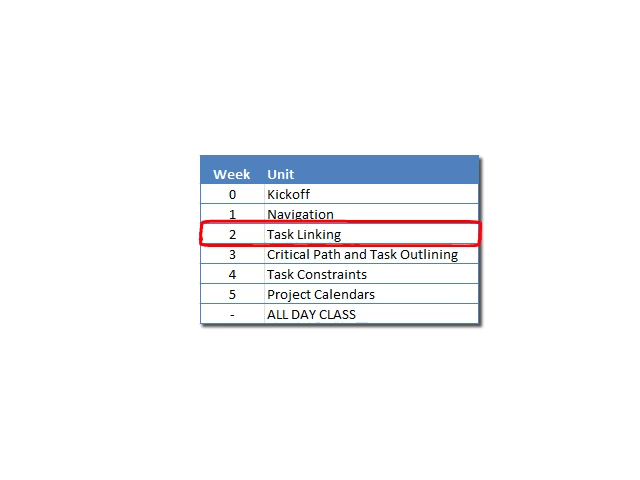 Week Unit
0 Kickoff
1 Navigation
2 Task Linking
3 Critical Path and Task Outlining
4 Task Constraints
5 Project Calendars
- ALL DAY CLASS